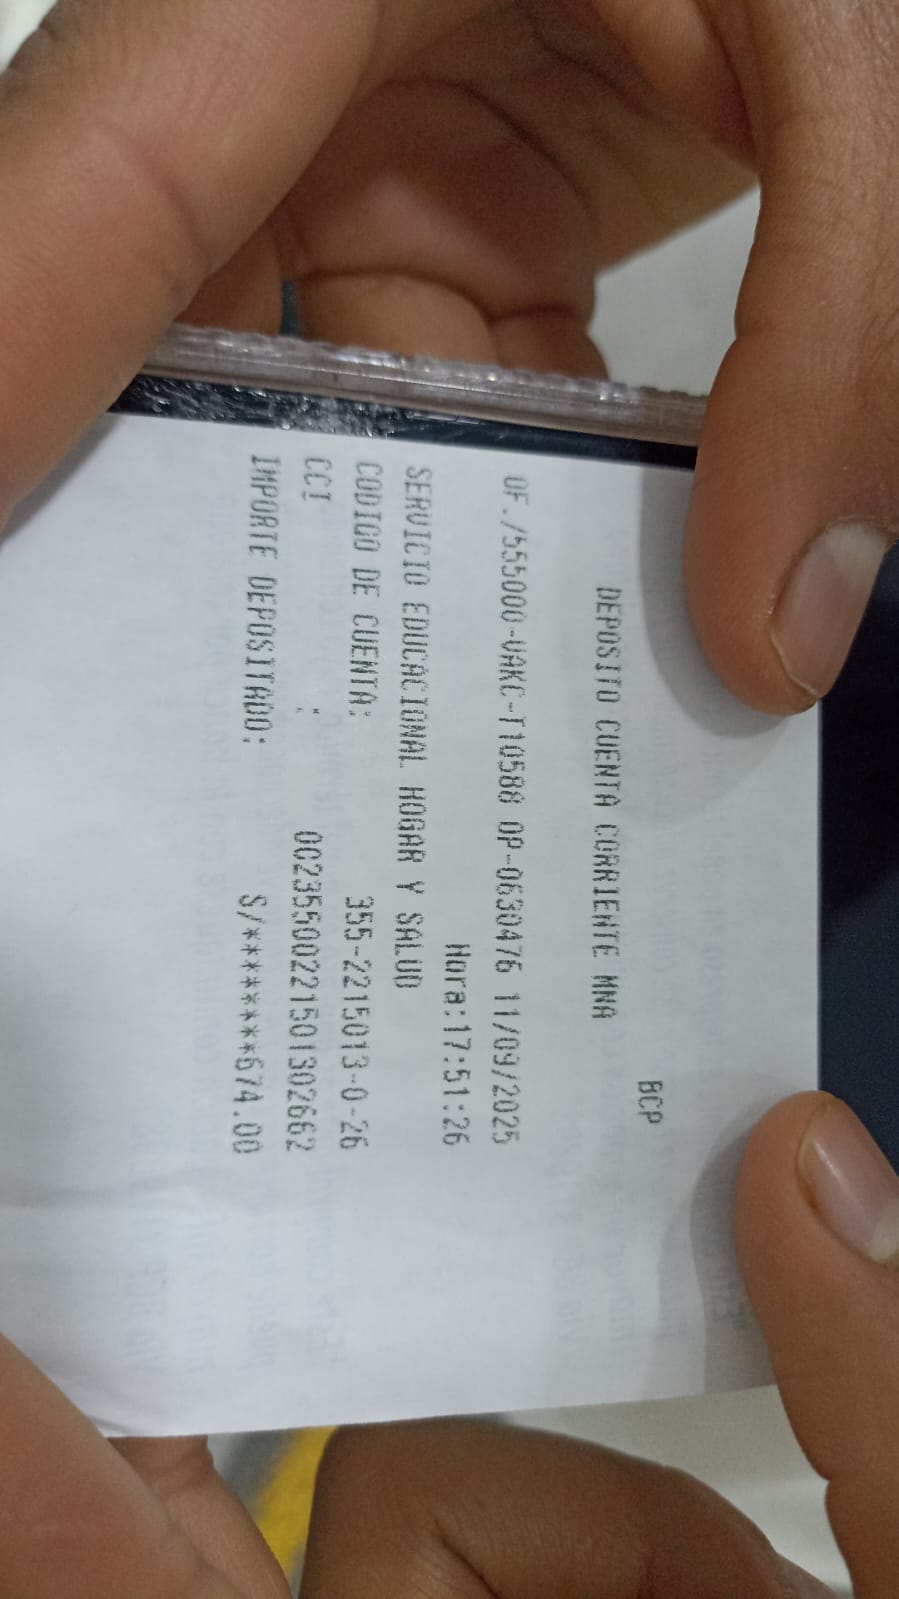 BCP
DEPOSITO CUENTA CORRIENTE MNA
OF./555000-VAKC-T10588 OP-0630476 11/09/2025
Hora:17:51:26
SERVICIO EDUCACIONAL HOGAR Y SALUD
CODIGO DE CUENTA: 355-2215013-0-26
CCI : 00235500221501302662
IMPORTE DEPOSITADO: S/********674.00